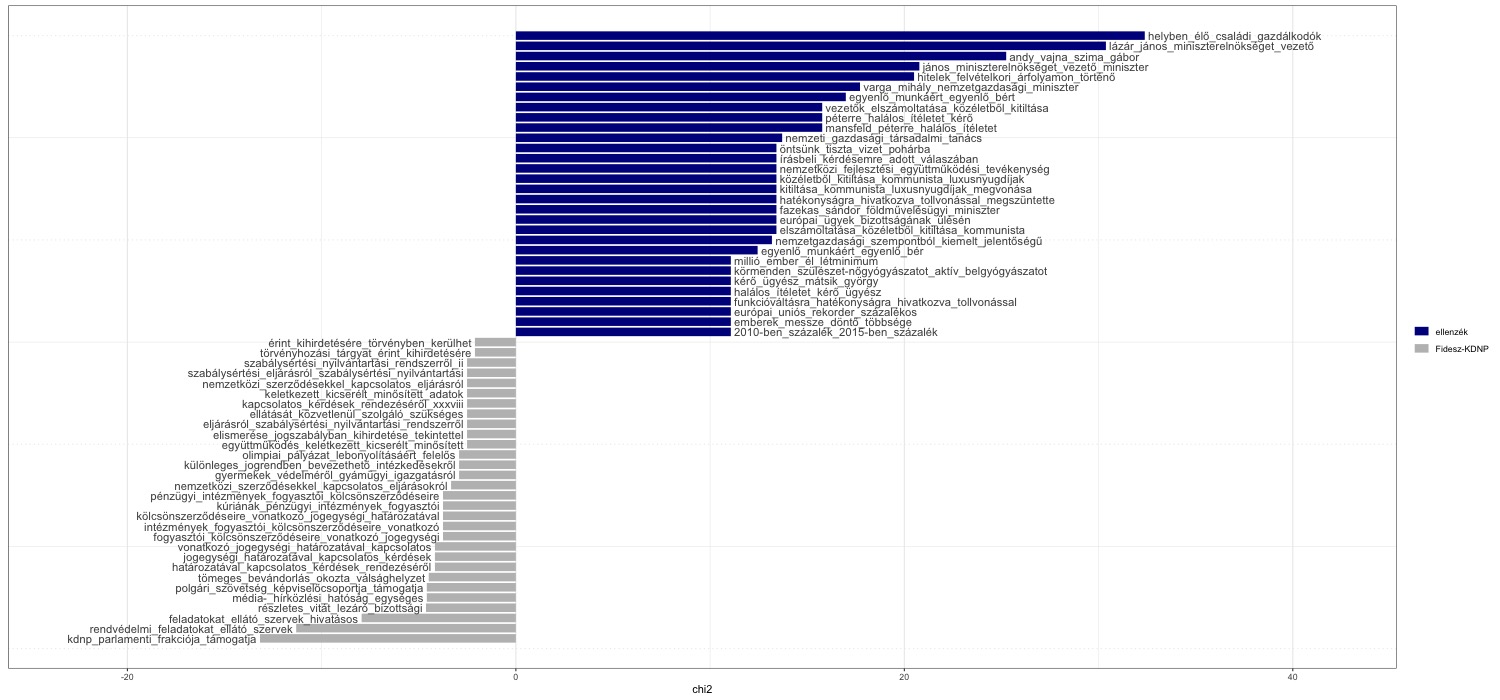 helyben_élő_családi_gazdálkodók
lázár_jános_miniszterelnökséget_vezető
andy_vajna_szima_gábor
jános_miniszterelnökséget_vezető_miniszter
hitelek_felvételkori_árfolyamon_történő
varga_mihály_nemzetgazdasági_miniszter
egyenlő_munkáért_egyenlő_bért
vezetők_elszámoltatása_közéletből_kitiltása
péterre_halálos_ítéletet_kérő
mansfeld_péterre_halálos_ítéletet
nemzeti_gazdasági_társadalmi_tanács
öntsünk_tiszta_vizet_pohárba
írásbeli_kérdésemre_adott_válaszában
nemzetközi_fejlesztési_együttműködési_tevékenység
közéletből_kitiltása_kommunista_luxusnyugdíjak
kitiltása_kommunista_luxusnyugdíjak_megvonása
hatékonyságra_hivatkozva_tollvonással_megszüntette
fazekas_sándor_földművelésügyi_miniszter
európai_ügyek_bizottságának_ülésén
elszámoltatása_közéletből_kitiltása_kommunista
nemzetgazdasági_szempontból_kiemelt_jelentőségű
egyenlő_munkáért_egyenlő_bér
millió_ember_él_létminimum
körmenden_szülészet-nőgyógyászatot_aktív_belgyógyászatot
kérő_ügyész_mátsik_györgy
halálos_ítéletet_kérő_ügyész
funkcióváltásra_hatékonyságra_hivatkozva_tollvonással
európai_uniós_rekorder_százalékos
emberek_messze_döntő_többsége
2010-ben_százalék_2015-ben_százalék
érint_kihirdetésére_törvényben_kerülhet
törvényhozási_tárgyat_érint_kihirdetésére
szabálysértési_nyilvántartási_rendszerről_ii
szabálysértési_eljárásról_szabálysértési_nyilvántartási
nemzetközi_szerződésekkel_kapcsolatos_eljárásról
keletkezett_kicserélt_minősített_adatok
kapcsolatos_kérdések_rendezéséről_xxxviii
ellátását_közvetlenül_szolgáló_szükséges
eljárásról_szabálysértési_nyilvántartási_rendszerről
elismerése_jogszabályban_kihirdetése_tekintettel
együttműködés_keletkezett_kicserélt_minősített
olimpiai_pályázat_lebonyolításáért_felelős
különleges_jogrendben_bevezethető_intézkedésekről
gyermekek_védelméről_gyámügyi_igazgatásról
nemzetközi_szerződésekkel_kapcsolatos_eljárásokról
pénzügyi_intézmények_fogyasztói_kölcsönszerződéseire
kúriának_pénzügyi_intézmények_fogyasztói
kölcsönszerződéseire_vonatkozó_jogegységi_határozatával
intézmények_fogyasztói_kölcsönszerződéseire_vonatkozó
fogyasztói_kölcsönszerződéseire_vonatkozó_jogegységi
vonatkozó_jogegységi_határozatával_kapcsolatos
jogegységi_határozatával_kapcsolatos_kérdések
határozatával_kapcsolatos_kérdések_rendezéséről
tömeges_bevándorlás_okozta_válsághelyzet
polgári_szövetség_képviselőcsoportja_támogatja
média-_hírközlési_hatóság_egységes
részletes_vitát_lezáró_bizottsági
feladatokat_ellátó_szervek_hivatásos
rendvédelmi_feladatokat_ellátó_szervek
kdnp_parlamenti_frakciója_támogatja
-20 0 20 40
chi2
ellenzék
Fidesz-KDNP